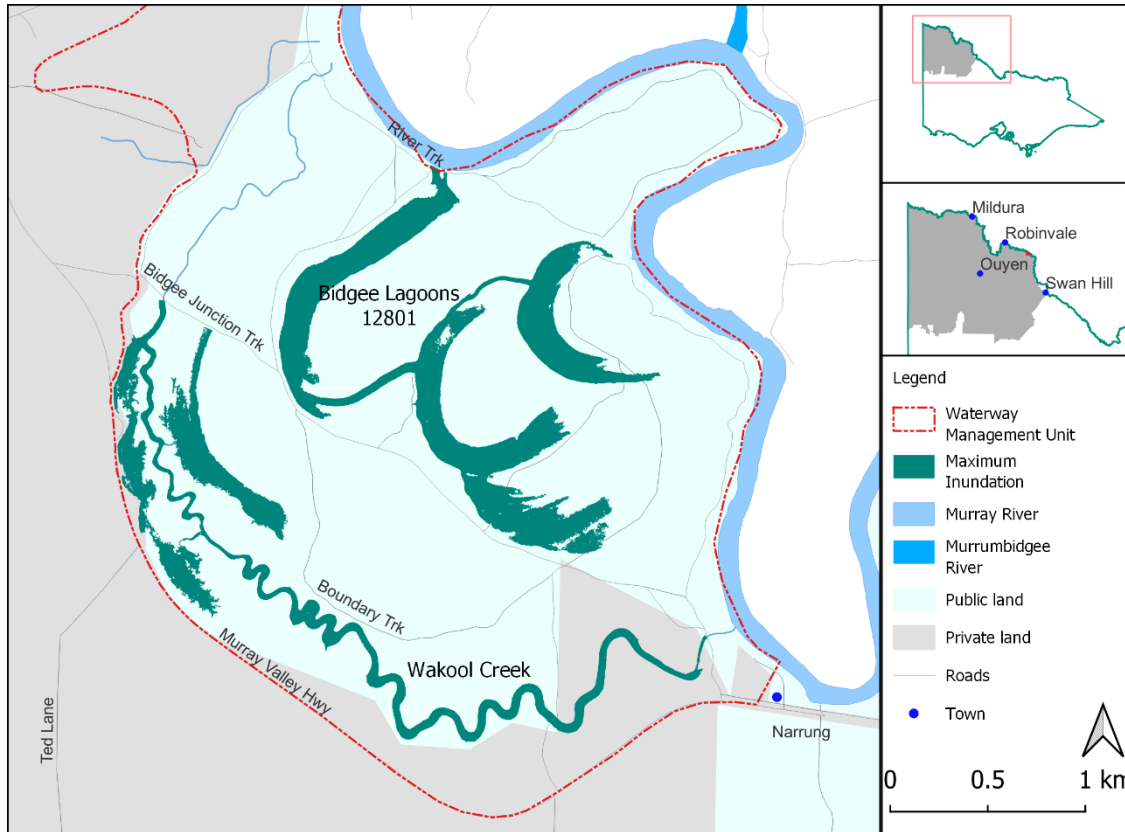 River Trk
Bidgee Junction Trk
Bidgee Lagoons
12801
Boundary Trk
Wakool Creek
Murray Valley Hwy
Ted Lane
Narrung
Mildura
Robinvale
Ouyen
Swan Hill
Legend
Waterway
Management Unit
Maximum
Inundation
Murray River
Murrumbidgee
River
Public land
Private land
Roads
Town
0 0.5 1 km